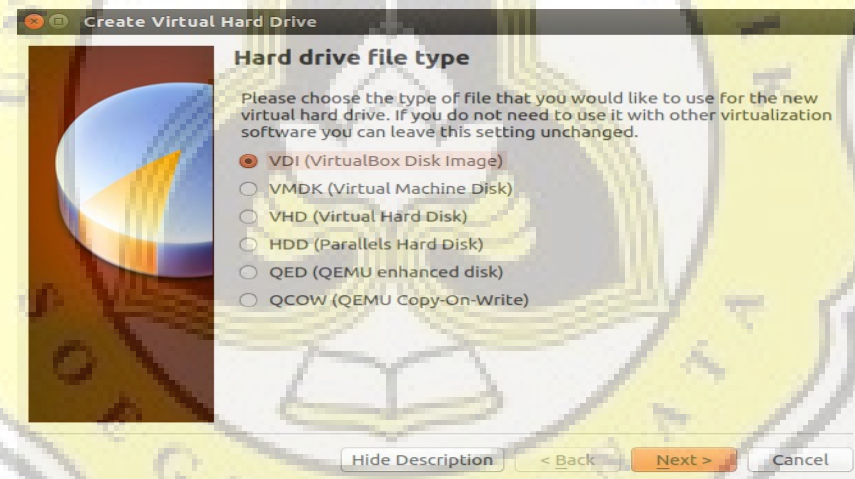 Create Virtual Hard Drive
Hard drive file type
Please choose the type of file that you would like to use for the new
virtual hard drive. If you do not need to use it with other virtualization
software you can leave this setting unchanged.
VDI (VirtualBox Disk Image)
VMDK (Virtual Machine Disk)
VHD (Virtual Hard Disk)
HDD (Parallels Hard Disk)
QED (QEMU enhanced disk)
QCOW (QEMU Copy-On-Write)
Hide Description
< Back
Next >
Cancel